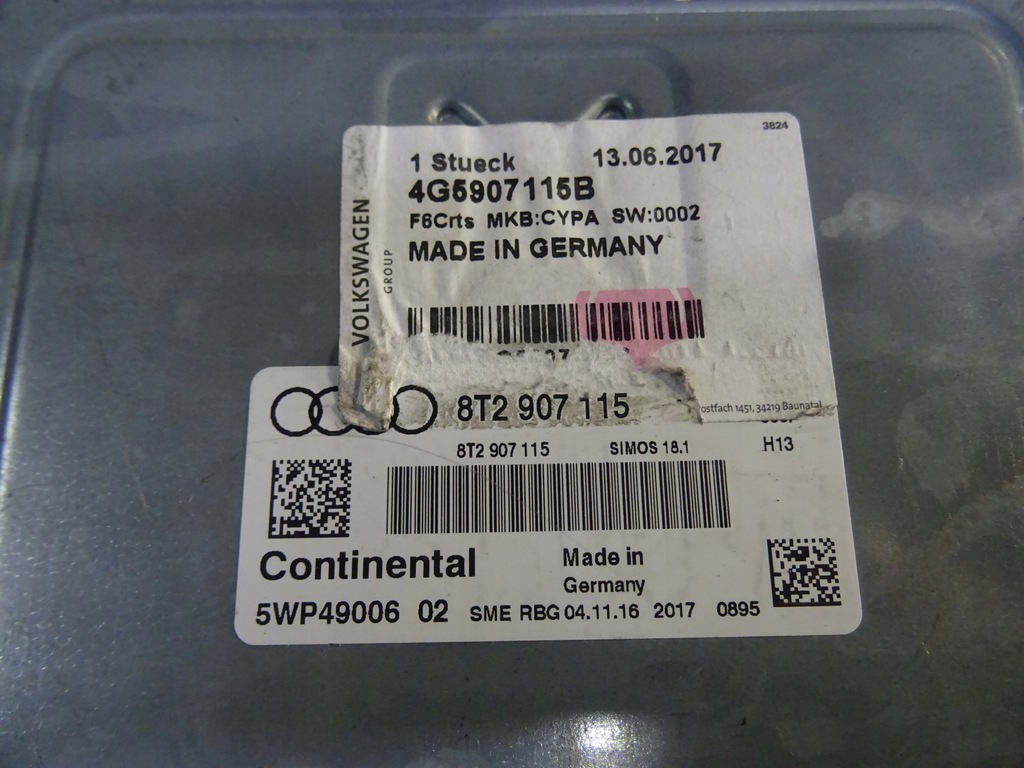 3824
1 Stueck 13.06.2017
4G5907115B
F6Crts MKB:CYPA SW:0002
MADE IN GERMANY
VOLKSWAGEN
GROUP
8T2 907 115
ostfach 1451, 34219 Baunatal
8T2 907 115 SIMOS 18.1 H13
Continental
Made in
Germany
5WP49006 02 SME RBG 04.11.16 2017 0895